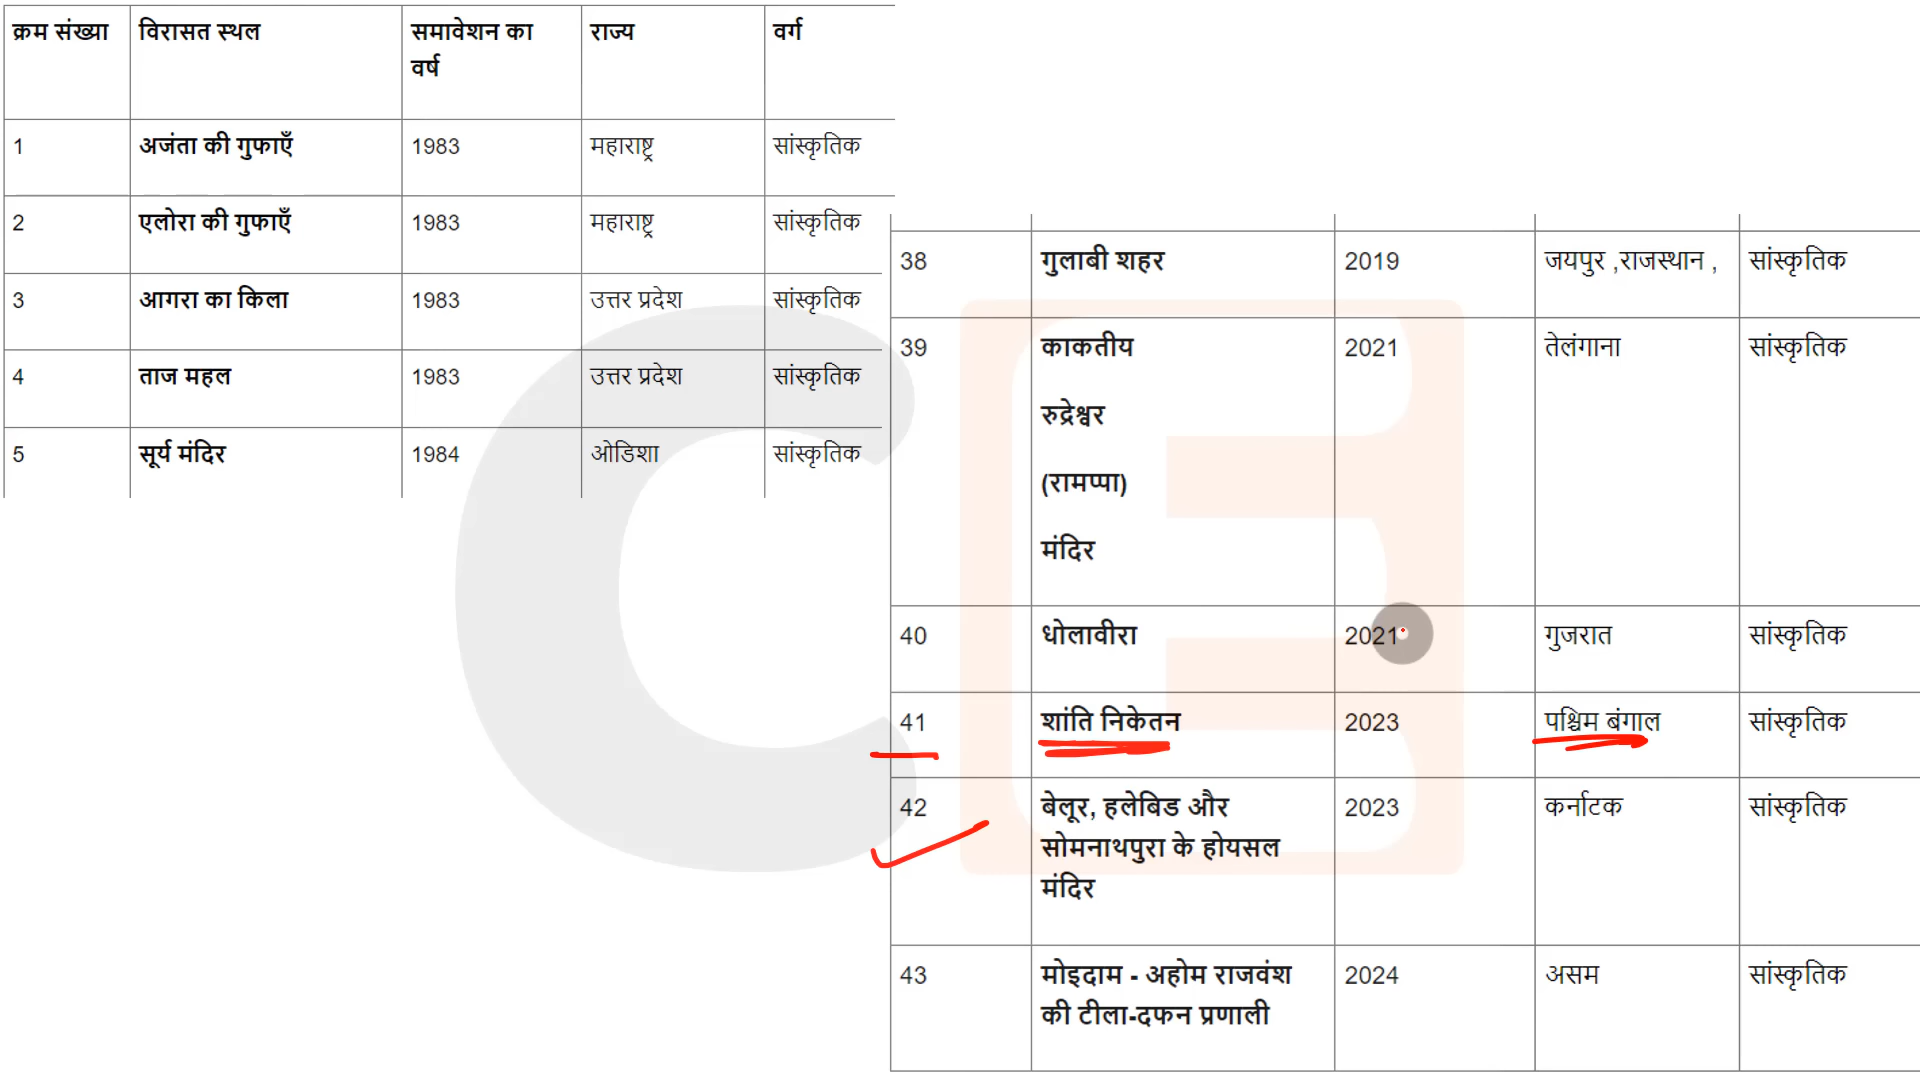 क्रम संख्या विरासत स्थल समावेशन का राज्य वर्ग
वर्ष
1 अजंता की गुफाएँ 1983 महाराष्ट्र सांस्कृतिक
2 एलोरा की गुफाएँ 1983 महाराष्ट्र सांस्कृतिक
3 आगरा का किला 1983 उत्तर प्रदेश सांस्कृतिक
4 ताज महल 1983 उत्तर प्रदेश सांस्कृतिक
5 सूर्य मंदिर 1984 ओडिशा सांस्कृतिक
38 गुलाबी शहर 2019 जयपुर ,राजस्थान , सांस्कृतिक
39 काकतीय 2021 तेलंगाना सांस्कृतिक
रुद्रेश्वर
(रामप्पा)
मंदिर
40 धोलावीरा 2021 गुजरात सांस्कृतिक
41 शांति निकेतन 2023 पश्चिम बंगाल सांस्कृतिक
42 बेलूर, हलेबिड और 2023 कर्नाटक सांस्कृतिक
सोमनाथपुरा के होयसल
मंदिर
43 मोइदाम - अहोम राजवंश 2024 असम सांस्कृतिक
की टीला-दफन प्रणाली
CE